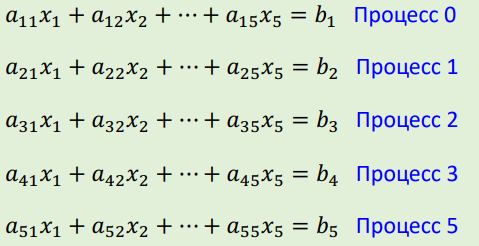 a₁₁x₁ + a₁₂x₂ + ⋯ + a₁₅x₅ = b₁ Процесс 0
a₂₁x₁ + a₂₂x₂ + ⋯ + a₂₅x₅ = b₂ Процесс 1
a₃₁x₁ + a₃₂x₂ + ⋯ + a₃₅x₅ = b₃ Процесс 2
a₄₁x₁ + a₄₂x₂ + ⋯ + a₄₅x₅ = b₄ Процесс 3
a₅₁x₁ + a₅₂x₂ + ⋯ + a₅₅x₅ = b₅ Процесс 5